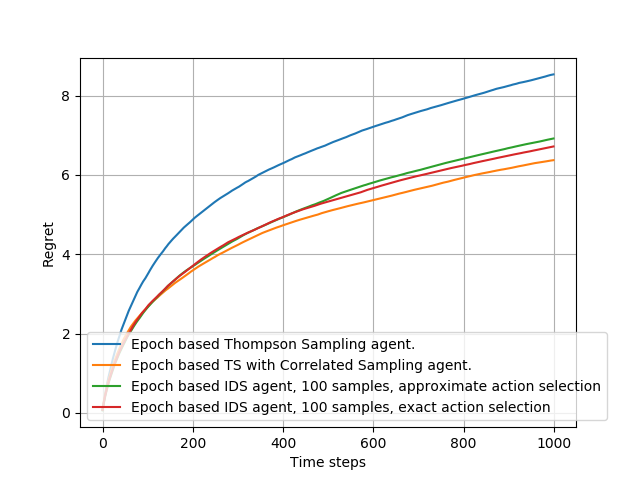 8
6
4
2
0
Regret
Epoch based Thompson Sampling agent.
Epoch based TS with Correlated Sampling agent.
Epoch based IDS agent, 100 samples, approximate action selection
Epoch based IDS agent, 100 samples, exact action selection
0 200 400 600 800 1000
Time steps